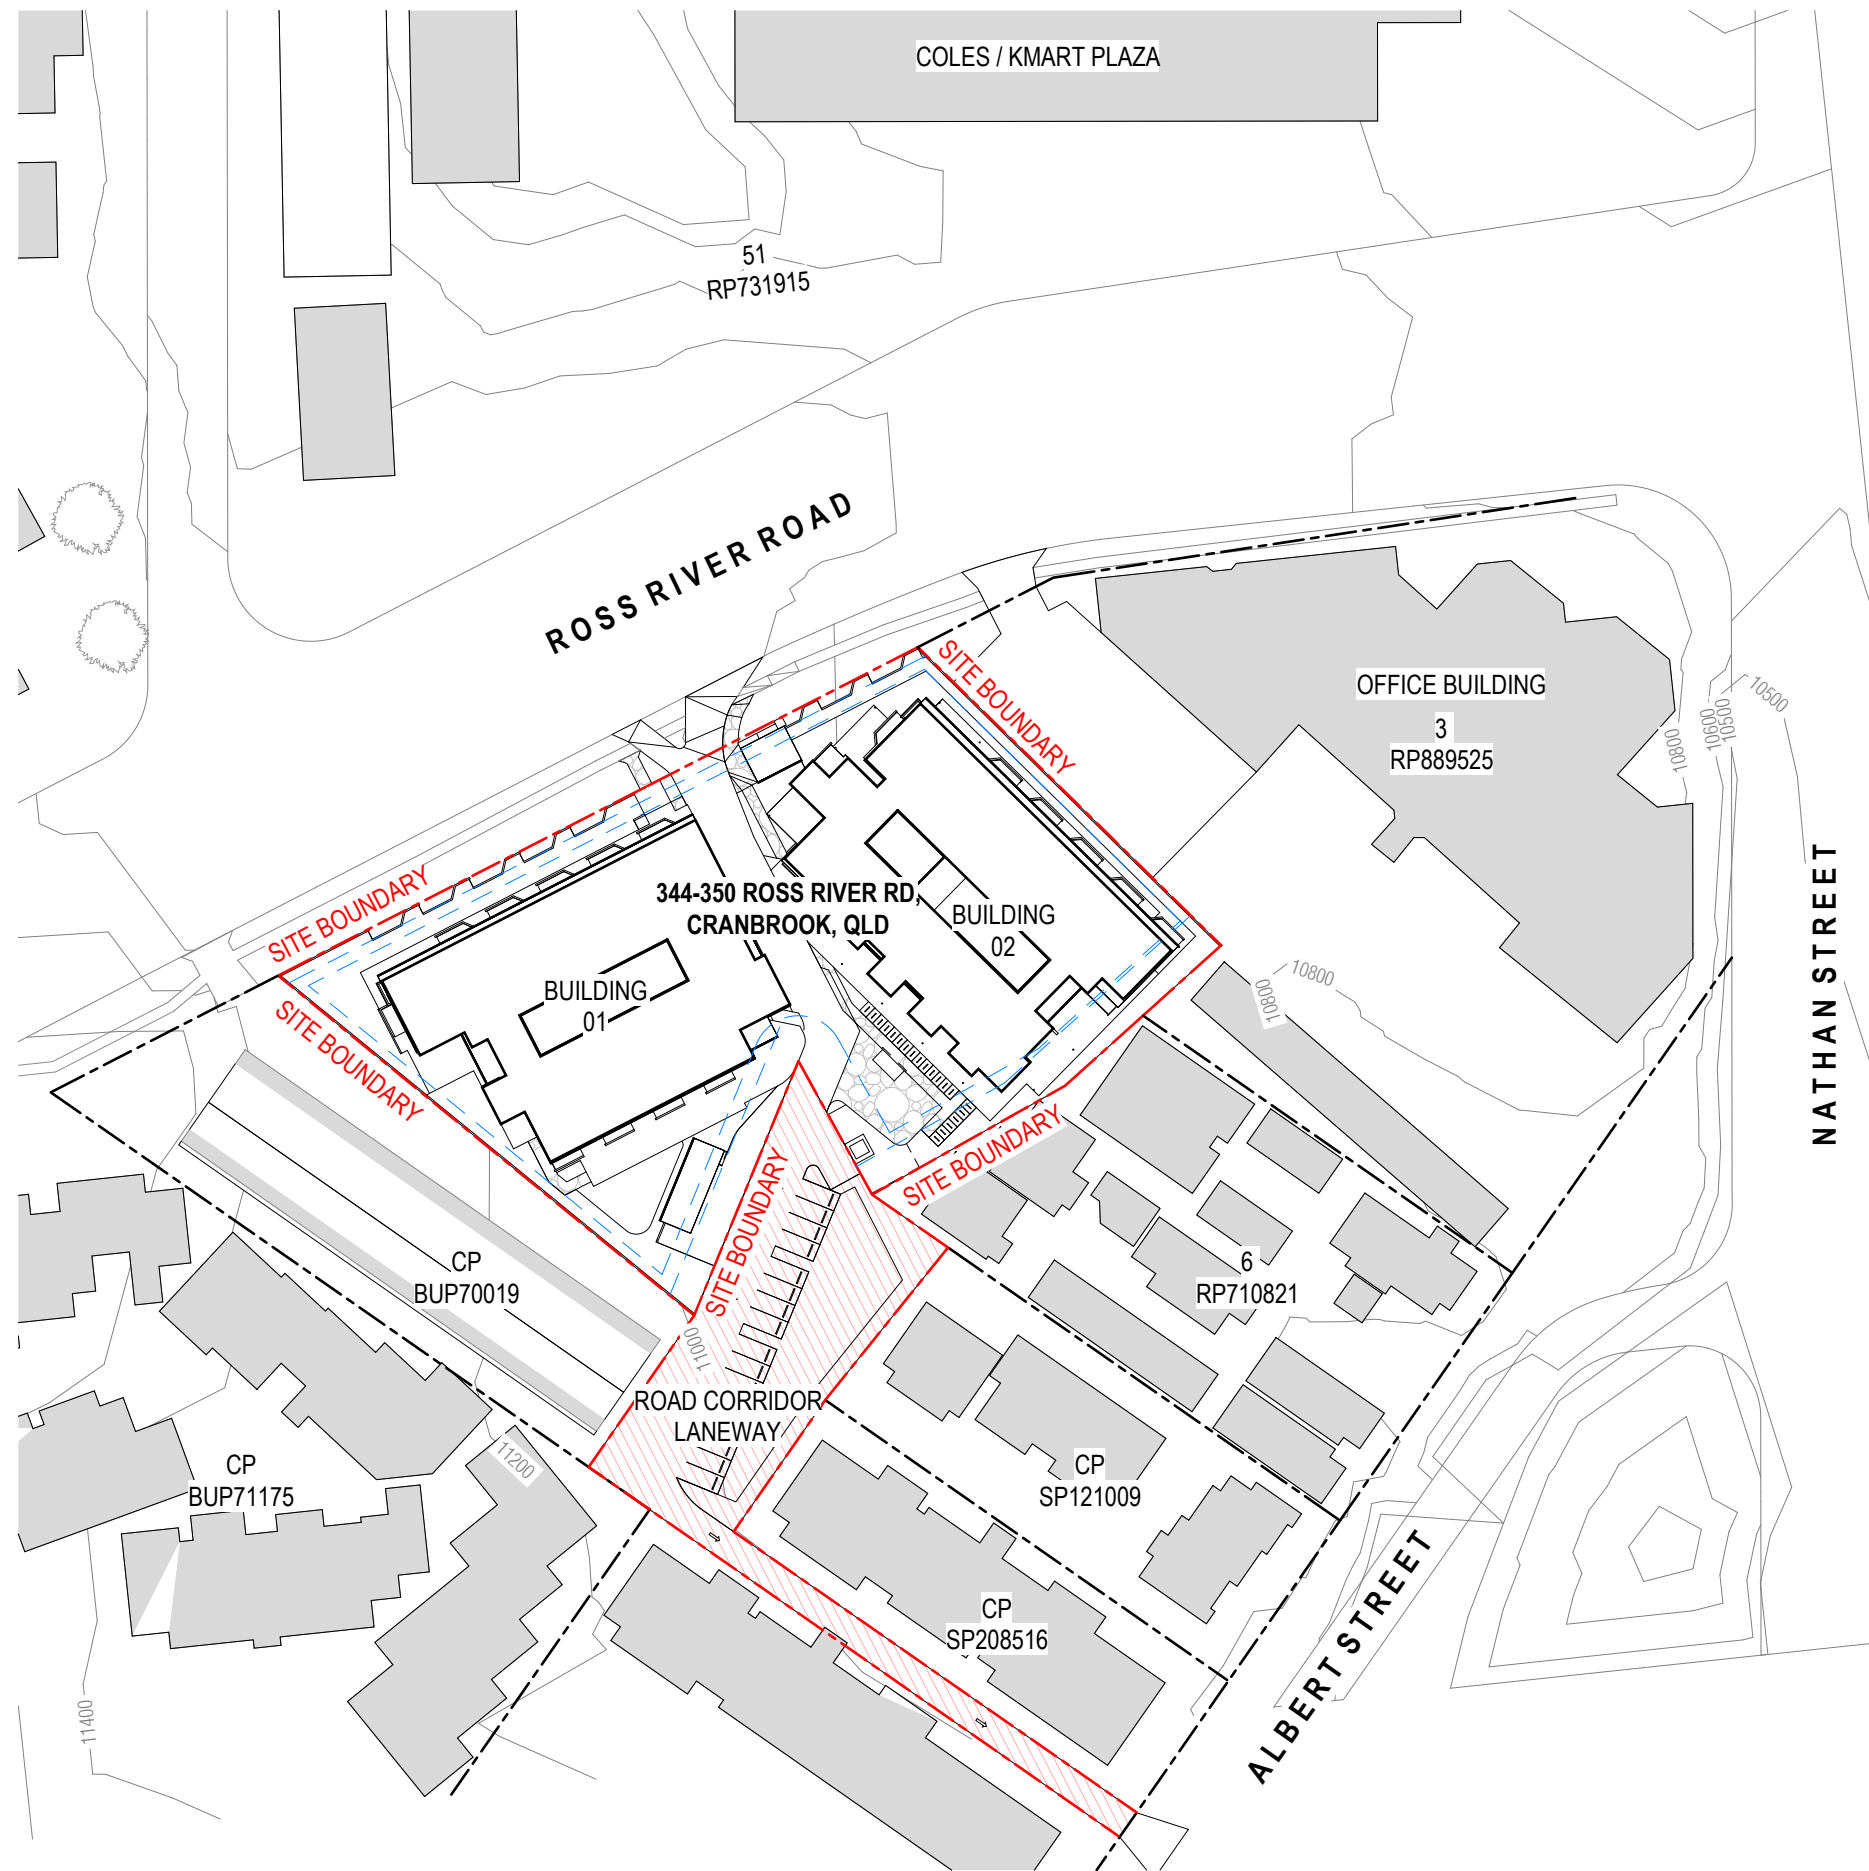 COLES / KMART PLAZA
51
RP731915
ROSS RIVER ROAD
SITE BOUNDARY
OFFICE BUILDING
3
RP889525
10500
10500
10600
10800
SITE BOUNDARY
344-350 ROSS RIVER RD,
CRANBROOK, QLD
BUILDING
02
BUILDING
01
SITE BOUNDARY
10800
10800
NATHAN STREET
SITE BOUNDARY
SITE BOUNDARY
CP
BUP70019
6
RP710821
11000
ROAD CORRIDOR
LANEWAY
CP
BUP71175
11200
CP
SP121009
CP
SP208516
ALBERT STREET
11400